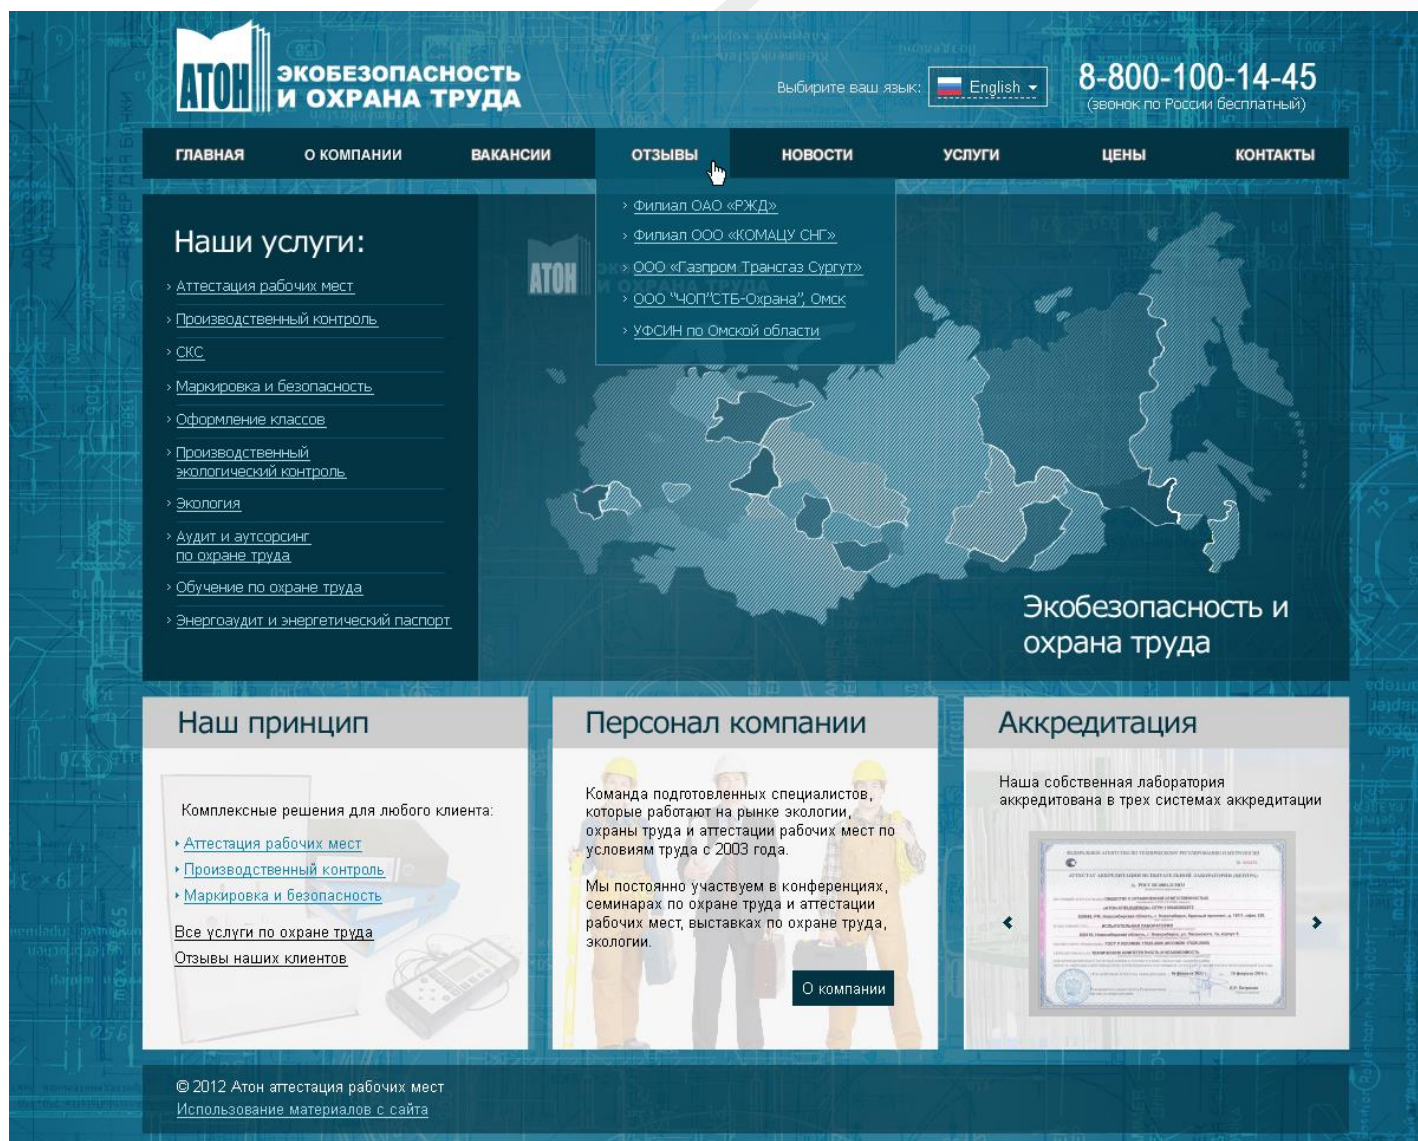 АТОН
ЭКОБЕЗОПАСНОСТЬ
И ОХРАНА ТРУДА
Выбирите ваш язык:
English
8-800-100-14-45
(звонок по России бесплатный)
ГЛАВНАЯ
О КОМПАНИИ
ВАКАНСИИ
ОТЗЫВЫ
НОВОСТИ
УСЛУГИ
ЦЕНЫ
КОНТАКТЫ
Филиал ОАО «РЖД»
Филиал ООО «КОМАЦУ СНГ»
ООО «Газпром Трансгаз Сургут»
ООО "ЧОП"СТБ-Охрана", Омск
УФСИН по Омской области
Наши услуги:
Аттестация рабочих мест
Производственный контроль
СКС
Маркировка и безопасность
Оформление классов
Производственный
экологический контроль
Экология
Аудит и аутсорсинг
по охране труда
Обучение по охране труда
Энергоаудит и энергетический паспорт
АТОН
Экобезопасность и
охрана труда
Наш принцип
Комплексные решения для любого клиента:
Аттестация рабочих мест
Производственный контроль
Маркировка и безопасность
Все услуги по охране труда
Отзывы наших клиентов
Персонал компании
Команда подготовленных специалистов,
которые работают на рынке экологии,
охраны труда и аттестации рабочих мест по
условиям труда с 2003 года.
Мы постоянно участвуем в конференциях,
семинарах по охране труда и аттестации
рабочих мест, выставках по охране труда,
экологии.
О компании
Аккредитация
Наша собственная лаборатория
аккредитована в трех системах аккредитации
© 2012 Атон аттестация рабочих мест
Использование материалов с сайта